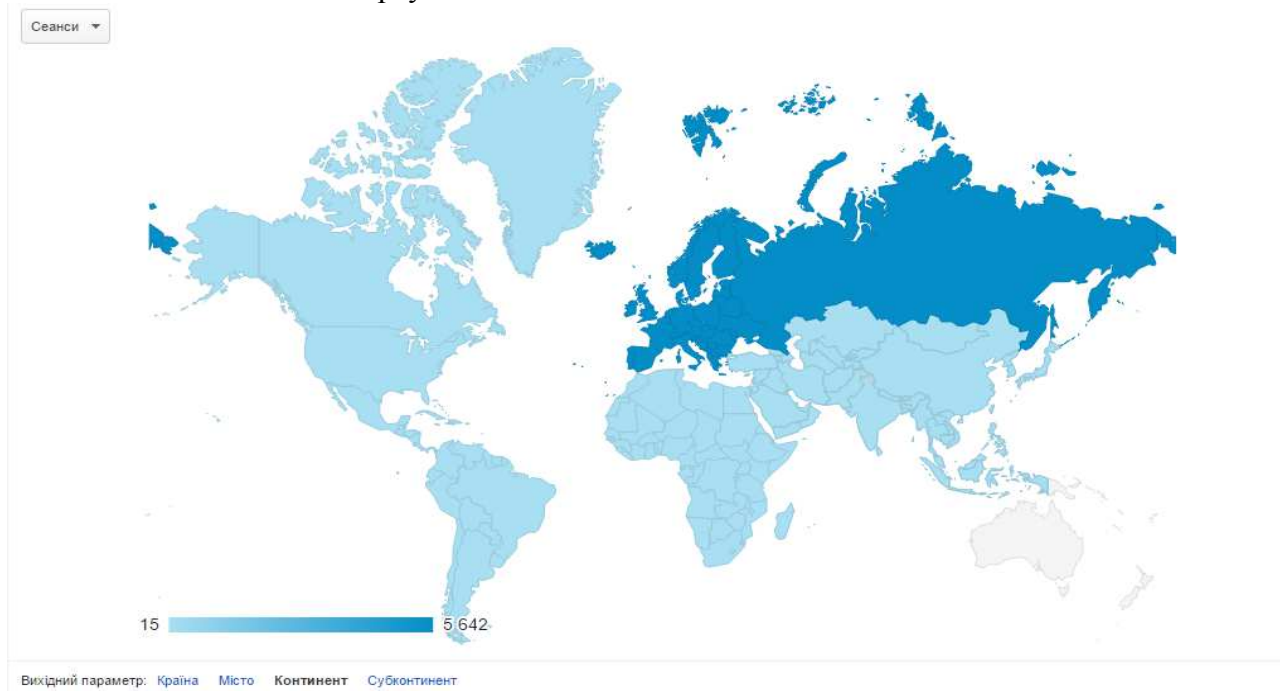 Сеанси
15 5 642
Вихідний параметр: Країна Місто Континент Субконтинент